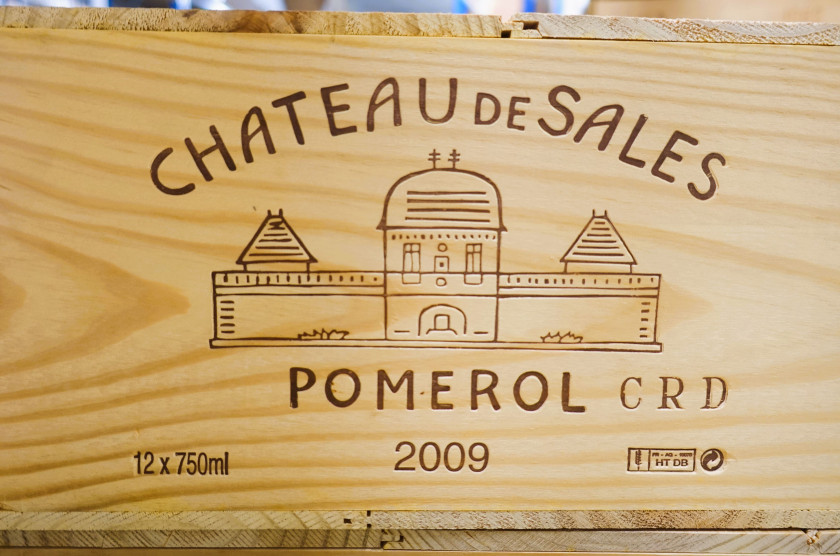 CHATEAU DE SALES
POMEROL CRD
12 x 750ml
2009
HT DB